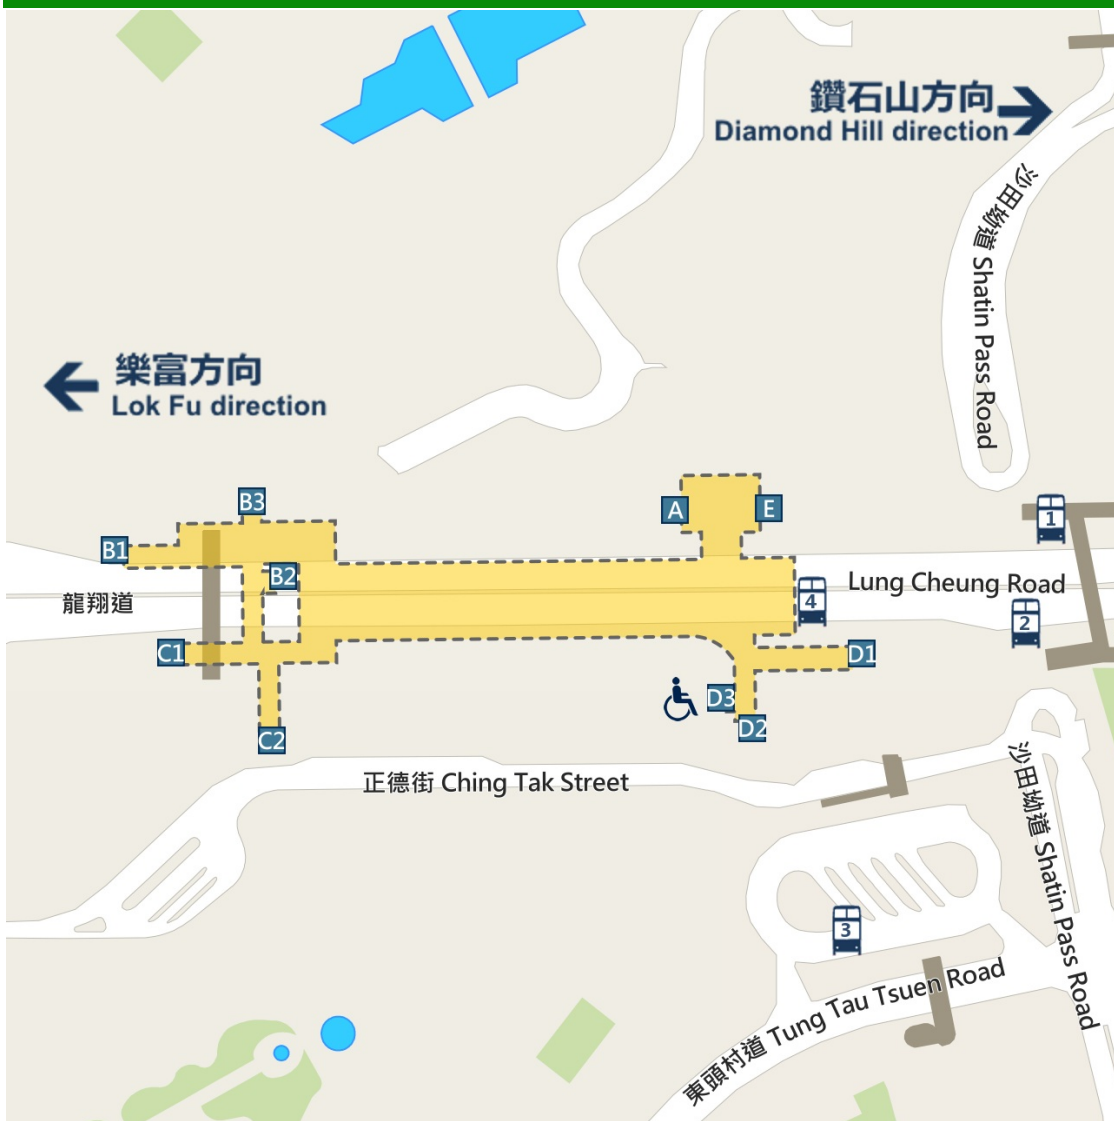 鑽石山方向
Diamond Hill direction
沙田坳道 Shatin Pass Road
樂富方向
Lok Fu direction
B3
A
E
1
B1
B2
Lung Cheung Road
龍翔道
4
2
C1
D1
D3
D2
C2
正德街 Ching Tak Street
沙田坳道 Shatin Pass Road
3
東頭村道 Tung Tau Tsuen Road